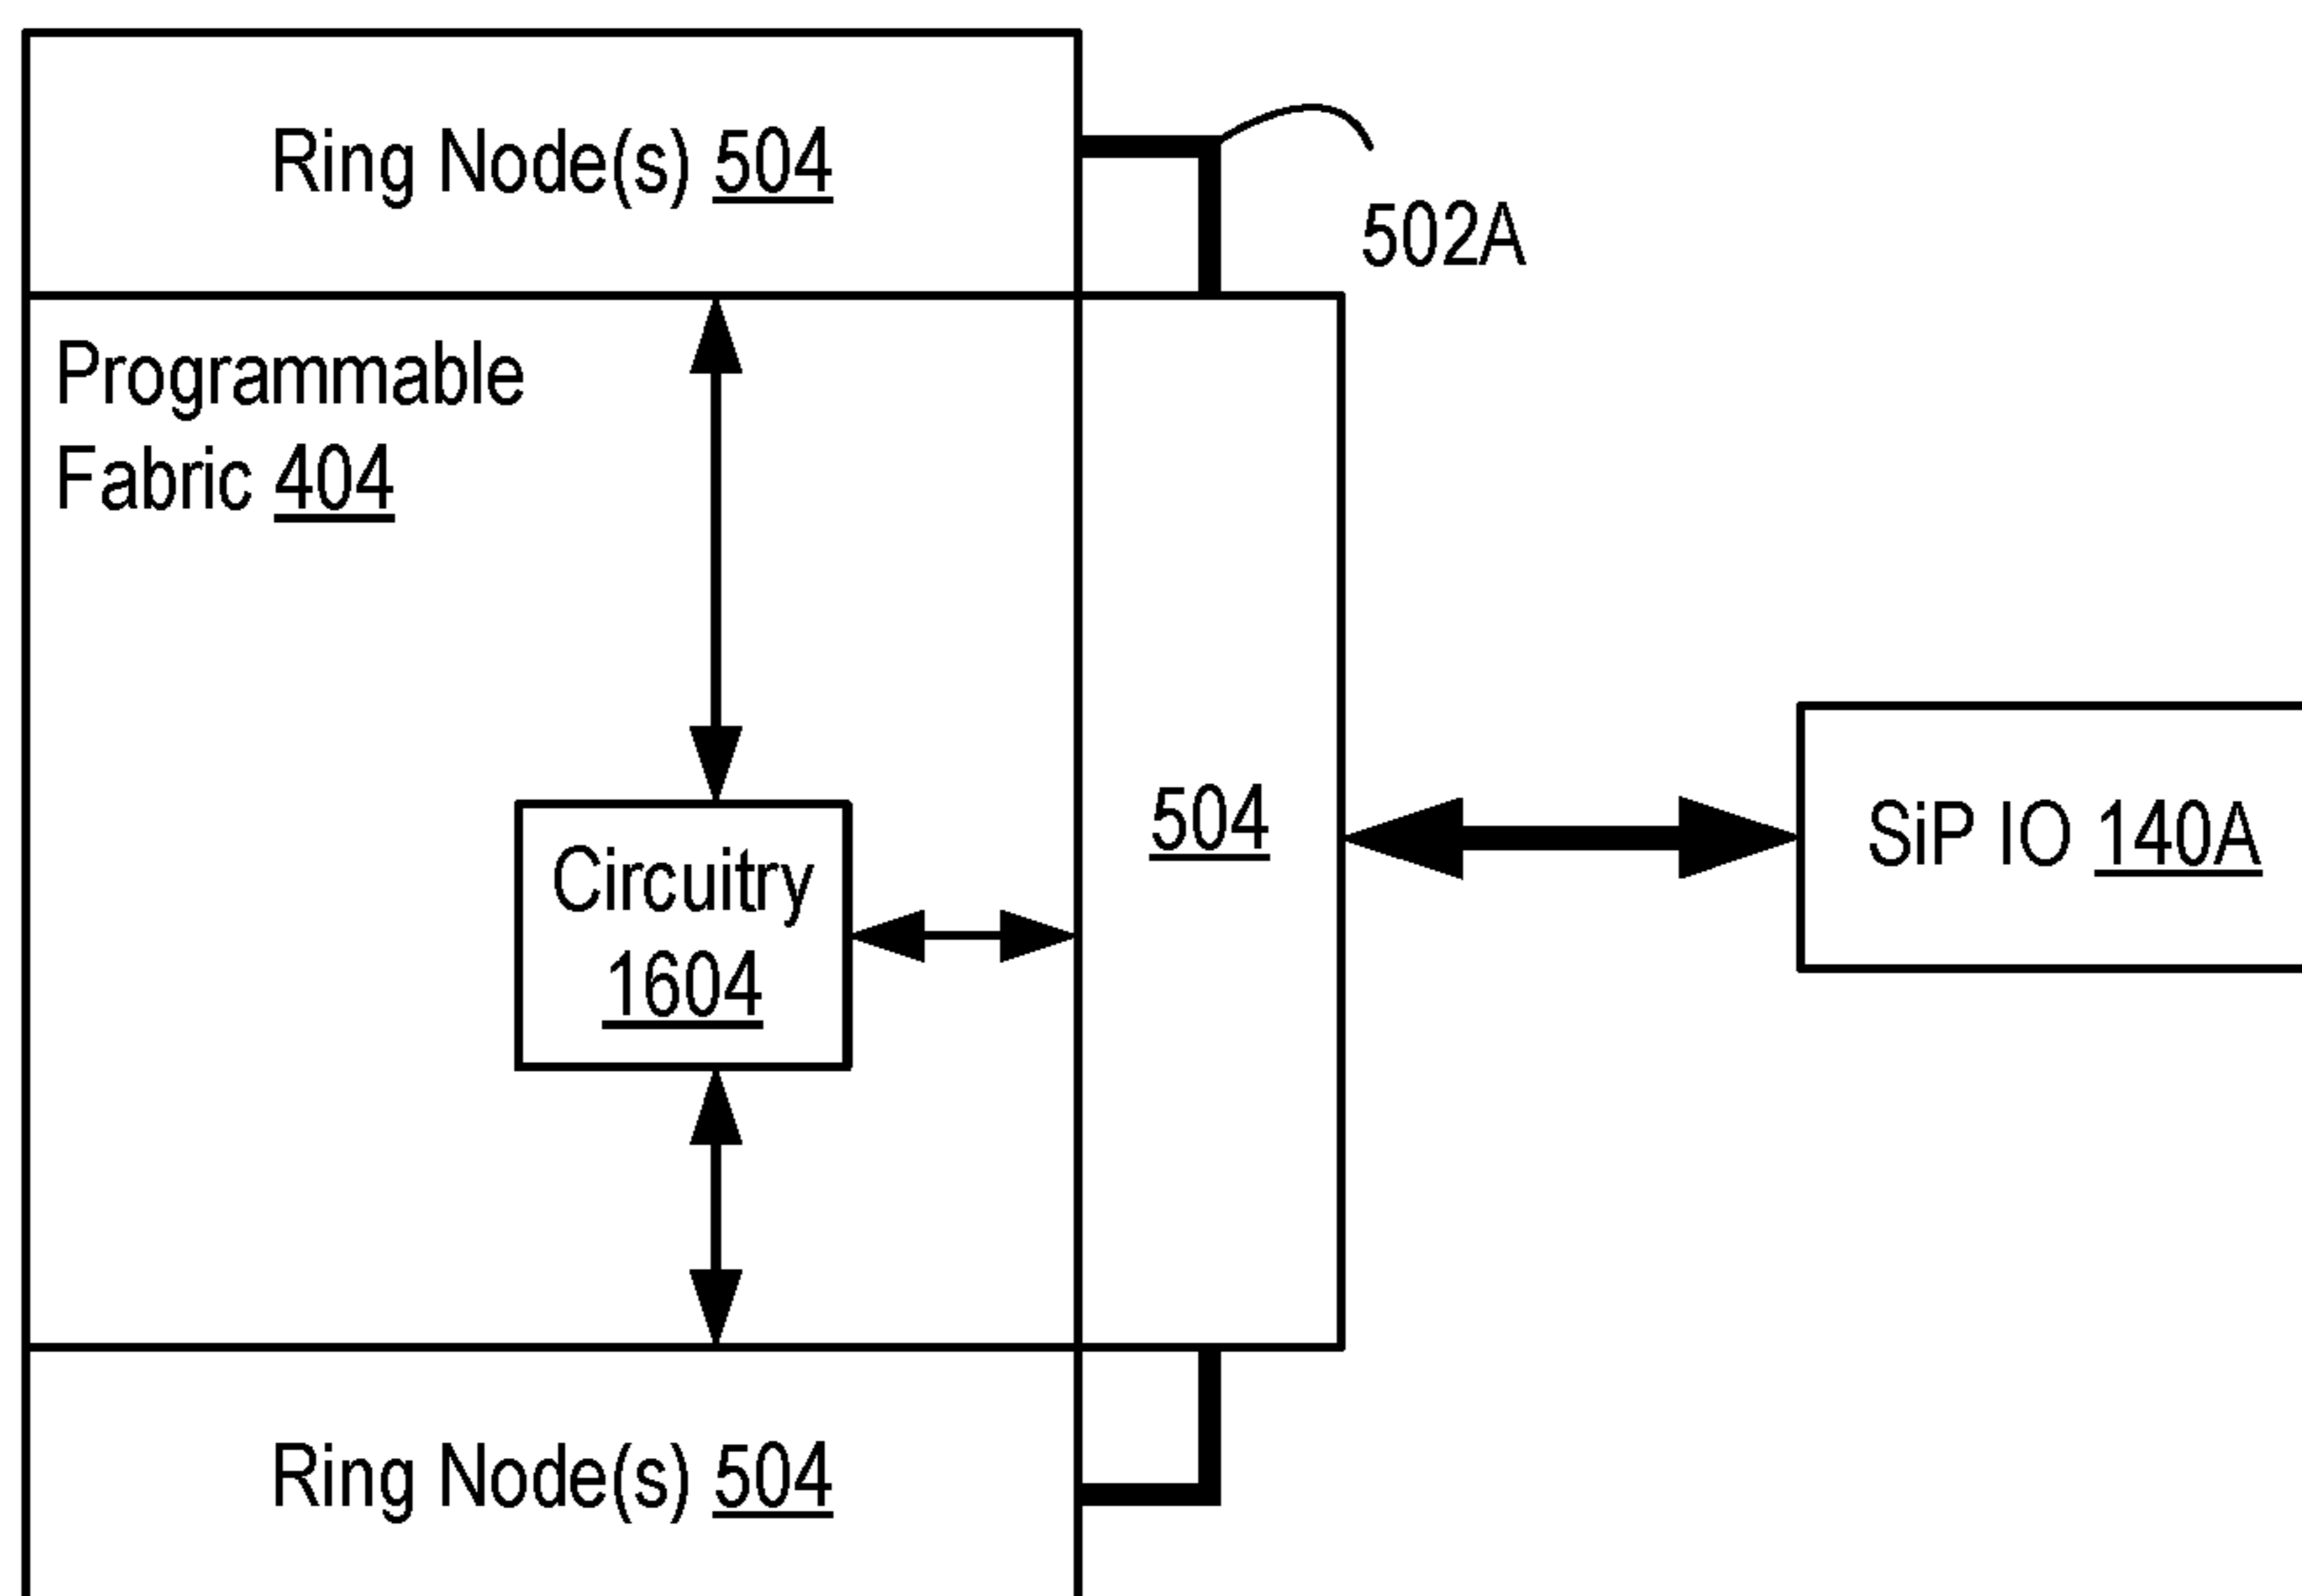 Ring Node(s) 504
502A
Programmable
Fabric 404
504
SiP IO 140A
Circuitry
1604
Ring Node(s) 504